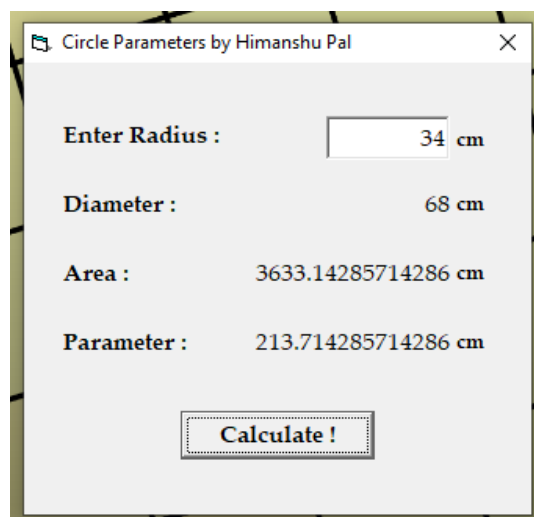 Circle Parameters by Himanshu Pal
Enter Radius : 34 cm
Diameter : 68 cm
Area : 3633.14285714286 cm
Parameter : 213.714285714286 cm
Calculate !